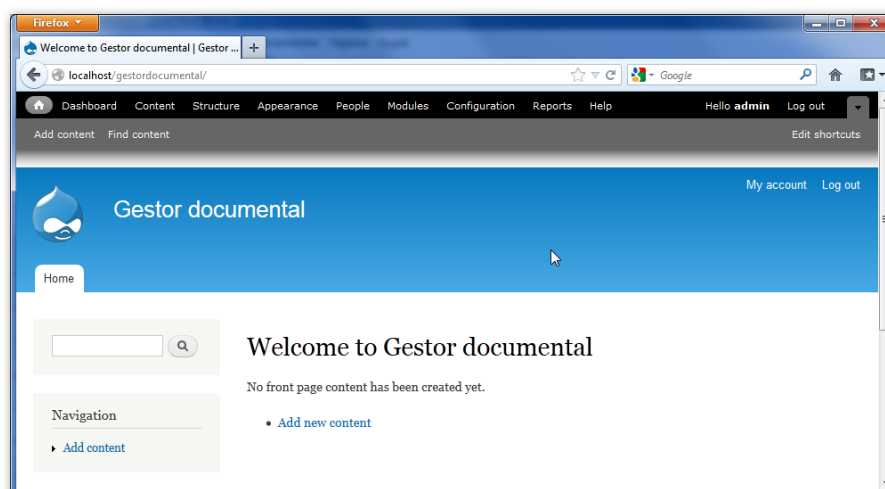 Firefox
Welcome to Gestor documental | Gestor ...
localhost/gestordocumental/
Google
Dashboard Content Structure Appearance People Modules Configuration Reports Help Hello admin Log out
Add content Find content Edit shortcuts
My account Log out
Gestor documental
Home
Welcome to Gestor documental
No front page content has been created yet.
Add new content
Navigation
Add content